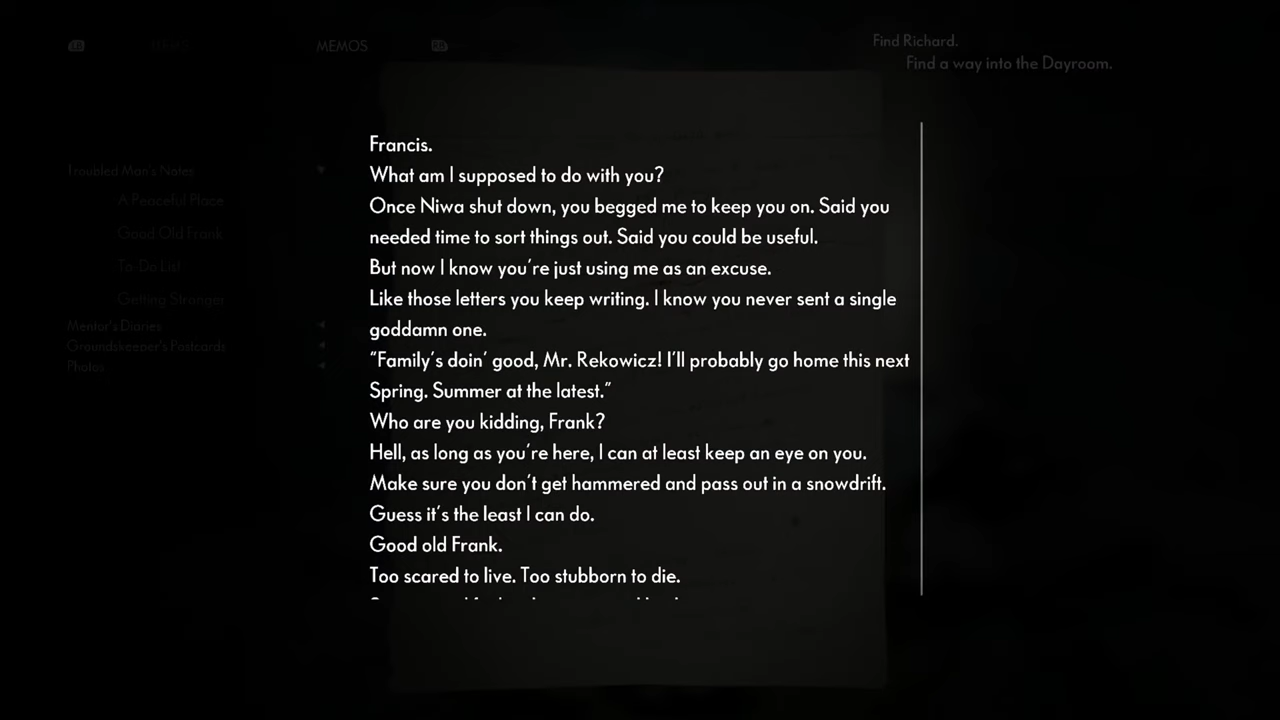 LB
ITEMS
MEMOS
RB
Find Richard.
Find a way into the Dayroom.
Troubled Man's Notes
A Peaceful Place
Good Old Frank
To-Do List
Getting Stronger
Mentor's Diaries
Groundskeeper's Postcards
Photos
Francis.
What am I supposed to do with you?
Once Niwa shut down, you begged me to keep you on. Said you
needed time to sort things out. Said you could be useful.
But now I know you're just using me as an excuse.
Like those letters you keep writing. I know you never sent a single
goddamn one.
“Family's doin' good, Mr. Rekowicz! I'll probably go home this next
Spring. Summer at the latest.”
Who are you kidding, Frank?
Hell, as long as you're here, I can at least keep an eye on you.
Make sure you don't get hammered and pass out in a snowdrift.
Guess it's the least I can do.
Good old Frank.
Too scared to live. Too stubborn to die.